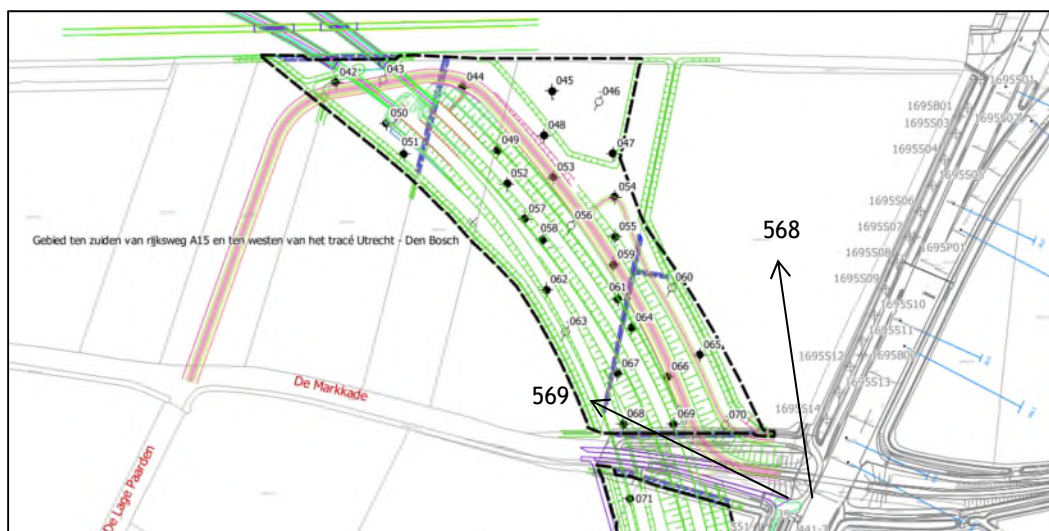 042
043
044
045
046
047
048
049
050
051
052
053
054
055
056
057
058
059
060
061
062
063
064
065
066
067
068
069
070
071
Gebied ten zuiden van rijksweg A15 en ten westen van het tracé Utrecht - Den Bosch
568
569
De Markkade
De Lage Paarden
1695S01
1695B01
1695S07
1695S03
1695S04
1695S05
1695S06
1695S07
1695P01
1695S08
1695S09
1695S10
1695S11
1695S12
1695S13
1695S14